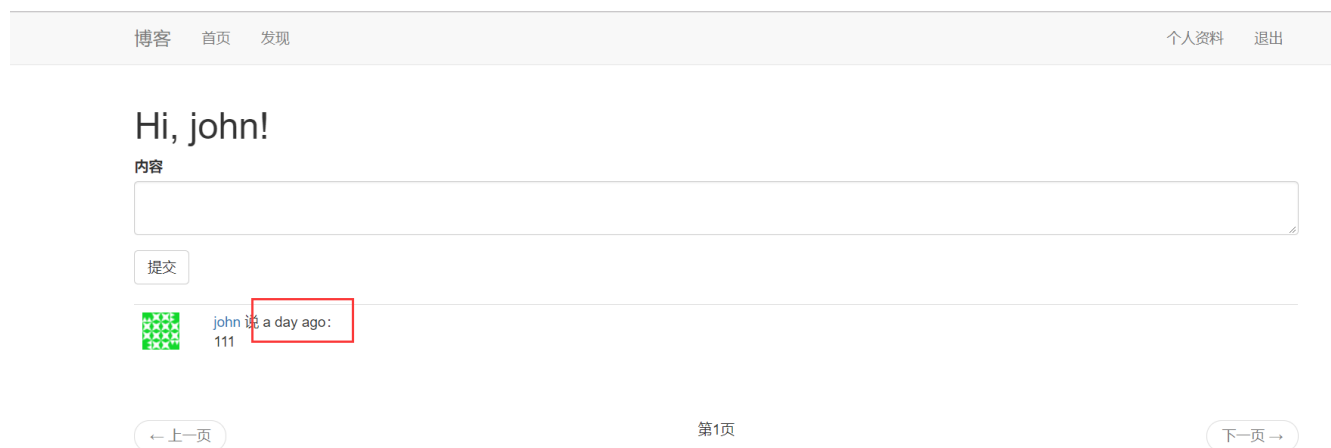 博客 首页 发现 个人资料 退出
Hi, john!
内容
提交
john 说 a day ago：
111
←上一页 第1页 下一页→